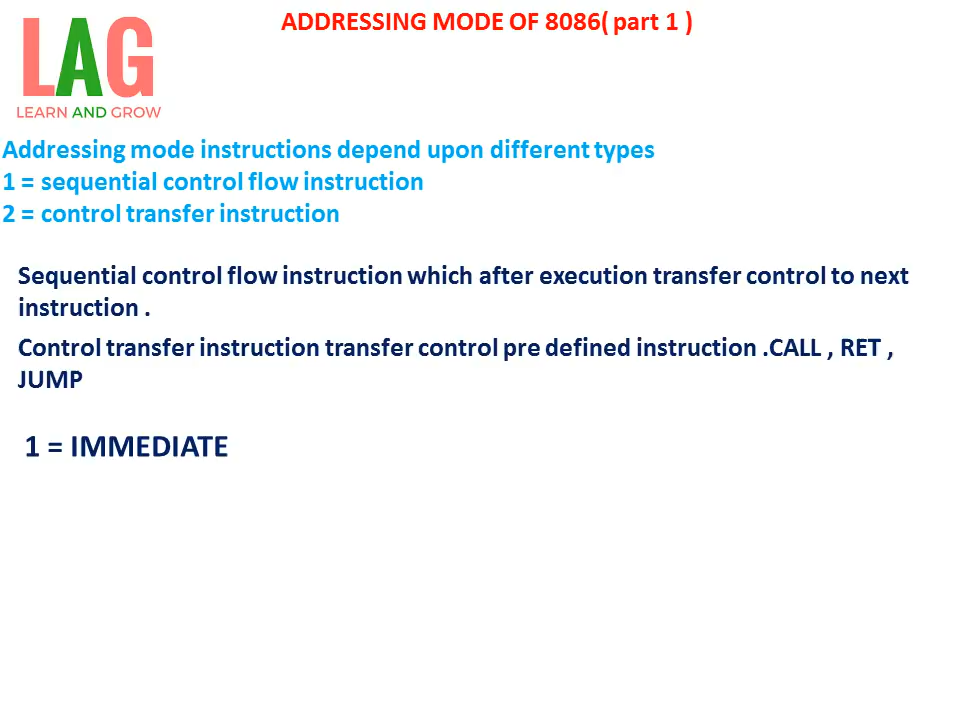 ADDRESSING MODE OF 8086( part 1 )
LAG
LEARN AND GROW
Addressing mode instructions depend upon different types
1 = sequential control flow instruction
2 = control transfer instruction
Sequential control flow instruction which after execution transfer control to next
instruction .
Control transfer instruction transfer control pre defined instruction .CALL , RET ,
JUMP
1 = IMMEDIATE